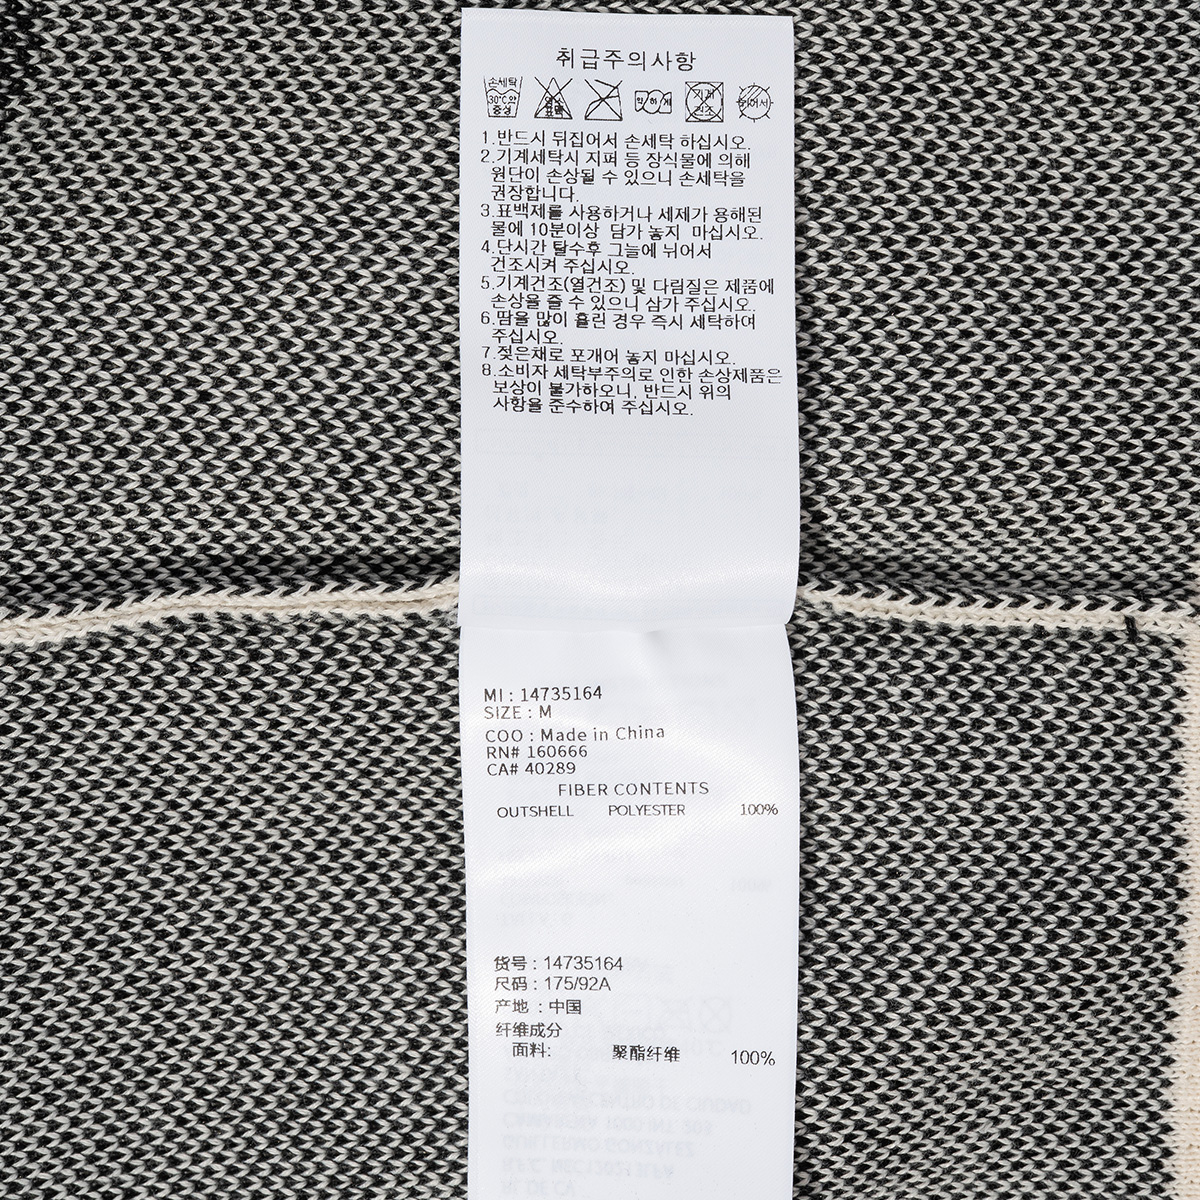 취급주의사항
손세탁
30°C약
중성
염소
표백
약하게
기계
건조
뉘어서
1.반드시 뒤집어서 손세탁 하십시오.
2.기계세탁시 지퍼 등 장식물에 의해
원단이 손상될 수 있으니 손세탁을
권장합니다.
3.표백제를 사용하거나 세제가 용해된
물에 10분이상 담가 놓지 마십시오.
4.단시간 탈수후 그늘에 뉘어서
건조시켜 주십시오.
5.기계건조(열건조) 및 다림질은 제품에
손상을 줄 수 있으니 삼가 주십시오.
6.땀을 많이 흘린 경우 즉시 세탁하여
주십시오.
7.젖은채로 포개어 놓지 마십시오.
8.소비자 세탁부주의로 인한 손상제품은
보상이 불가하오니, 반드시 위의
사항을 준수하여 주십시오.
MI : 14735164
SIZE : M
COO : Made in China
RN# 160666
CA# 40289
FIBER CONTENTS
OUTSHELL POLYESTER 100%
货号 : 14735164
尺码 : 175/92A
产地 : 中国
纤维成分
面料: 聚酯纤维 100%